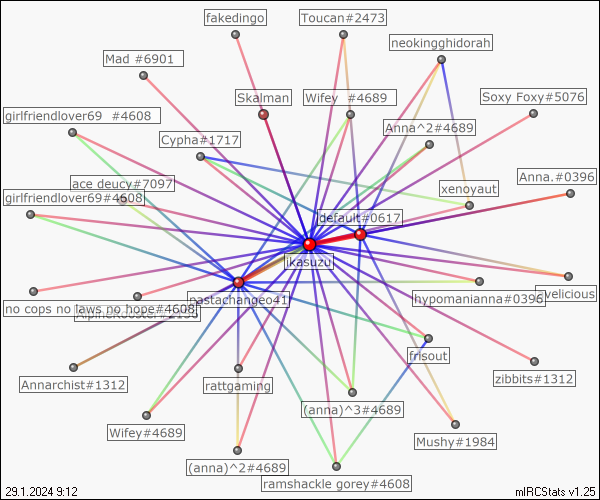 fakedingo
Toucan#2473
neokingghidorah
Mad #6901
Skalman
Wifey #4689
Soxy Foxy#5076
girlfriendlover69 #4608
Anna^2#4689
Cypha#1717
ace deucy#7097
xenoyaut
Anna.#0396
girlfriendlover69#4608
default#0617
ikasuzu
pastachangeo41
hypomanianna#0396
velicious
no cops no laws no hope#4608
frisout
Annarchist#1312
rattgaming
zibbits#1312
(anna)^3#4689
Wifey#4689
Mushy#1984
(anna)^2#4689
ramshackle gorey#4608
29.1.2024 9:12
mIRCStats v1.25